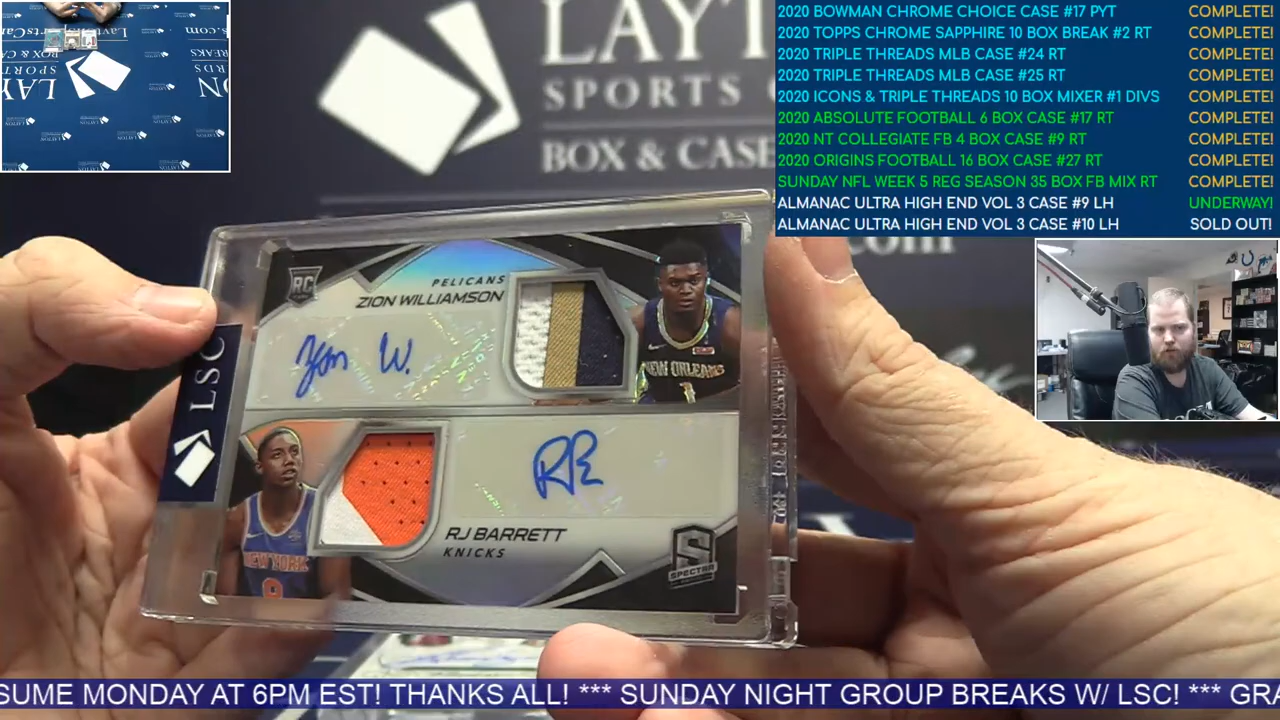 2020 BOWMAN CHROME CHOICE CASE #17 PYT COMPLETE!
2020 TOPPS CHROME SAPPHIRE 10 BOX BREAK #2 RT COMPLETE!
2020 TRIPLE THREADS MLB CASE #24 RT COMPLETE!
2020 TRIPLE THREADS MLB CASE #25 RT COMPLETE!
2020 ICONS & TRIPLE THREADS 10 BOX MIXER #1 DIVS COMPLETE!
2020 ABSOLUTE FOOTBALL 6 BOX CASE #17 RT COMPLETE!
2020 NT COLLEGIATE FB 4 BOX CASE #9 RT COMPLETE!
2020 ORIGINS FOOTBALL 16 BOX CASE #27 RT COMPLETE!
SUNDAY NFL WEEK 5 REG SEASON 35 BOX FB MIX RT COMPLETE!
ALMANAC ULTRA HIGH END VOL 3 CASE #9 LH UNDERWAY!
ALMANAC ULTRA HIGH END VOL 3 CASE #10 LH SOLD OUT!
LAYT
SPORTS
BOX & CASE
.com
RC
PELICANS
ZION WILLIAMSON
Zion W.
NEW ORLEANS
1
LSC
RJ BARRETT
KNICKS
NEW YORK
9
SPECTRA
SUME MONDAY AT 6PM EST! THANKS ALL! *** SUNDAY NIGHT GROUP BREAKS W/ LSC! *** GRA